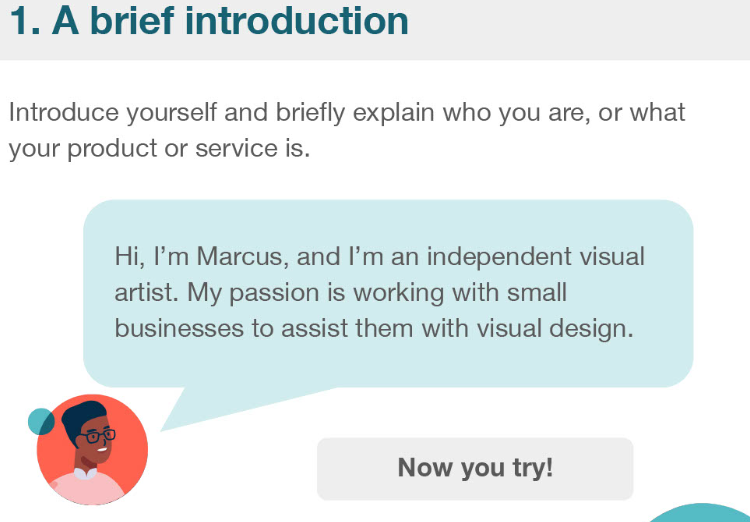 1. A brief introduction
Introduce yourself and briefly explain who you are, or what
your product or service is.
Hi, I’m Marcus, and I’m an independent visual
artist. My passion is working with small
businesses to assist them with visual design.
Now you try!